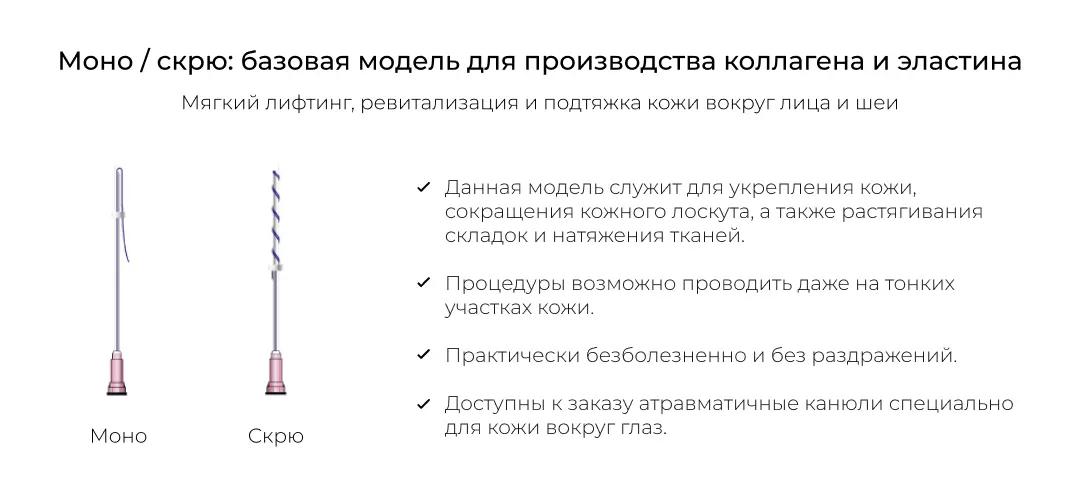 Моно / скрю: базовая модель для производства коллагена и эластина
Мягкий лифтинг, ревитализация и подтяжка кожи вокруг лица и шеи
Данная модель служит для укрепления кожи,
сокращения кожного лоскута, а также растягивания
складок и натяжения тканей.
Процедуры возможно проводить даже на тонких
участках кожи.
Практически безболезненно и без раздражений.
Доступны к заказу атравматичные канюли специально
для кожи вокруг глаз.
Моно
Скрю